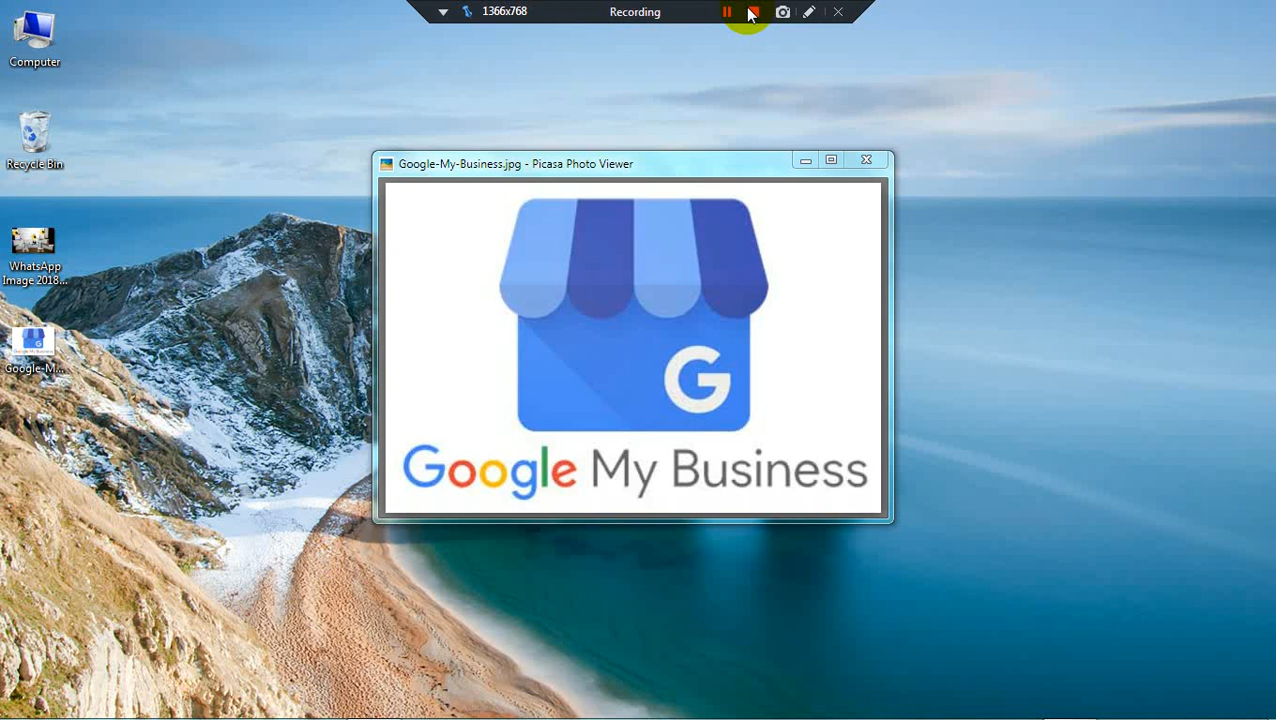 1366x768
Recording
Computer
Recycle Bin
WhatsApp
Image 2018...
Google-M...
Google-My-Business.jpg - Picasa Photo Viewer
G
Google My Business